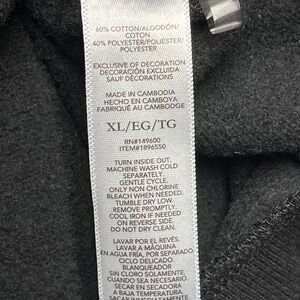 60% COTTON/ALGODÓN/
COTON
40% POLYESTER/POLIÉSTER/
POLYESTER
EXCLUSIVE OF DECORATION
DECORACIÓN EXCLUIDA
SAUF DÉCORATIONS
MADE IN CAMBODIA
HECHO EN CAMBOYA
FABRIQUÉ AU CAMBODGE
XL/EG/TG
RN#149600
ITEM#1896550
TURN INSIDE OUT.
MACHINE WASH COLD
SEPARATELY.
GENTLE CYCLE.
ONLY NON CHLORINE
BLEACH WHEN NEEDED.
TUMBLE DRY LOW.
REMOVE PROMPTLY.
COOL IRON IF NEEDED
ON REVERSE SIDE.
DO NOT DRY CLEAN.
LAVAR POR EL REVÉS.
LAVAR A MÁQUINA
EN AGUA FRÍA, POR SEPARADO.
CICLO DELICADO.
BLANQUEADOR
SIN CLORO SOLAMENTE.
CUANDO SEA NECESARIO.
SECAR EN SECADORA
A BAJA TEMPERATURA.